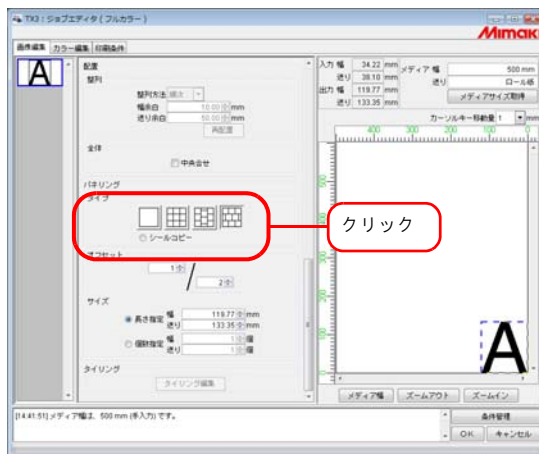 TX3 : ジョブエディタ ( フルカラー )
Mimaki
画像編集 カラー編集 印刷条件
A
配置
整列
整列方法 横次
幅余白 10.00 mm
送り余白 50.00 mm
再配置
全体
中央合せ
パネリング
タイプ
シールコピー
オフセット
1 / 2
サイズ
長さ指定 幅 119.77 mm
送り 133.35 mm
個数指定 幅 1 個
送り 1 個
タイリング
タイリング編集
クリック
入力 幅 34.22 mm
送り 38.10 mm
出力 幅 119.77 mm
送り 133.35 mm
メディア 幅 500 mm
送り ロール紙
メディアサイズ取得
カーソルキー移動量 1 mm
400 300 200 100 0
500
400
300
200
100
0
A
メディア幅 ズームアウト ズームイン
[14:41:51] メディア幅は、500 mm (手入力) です。
条件管理
OK キャンセル